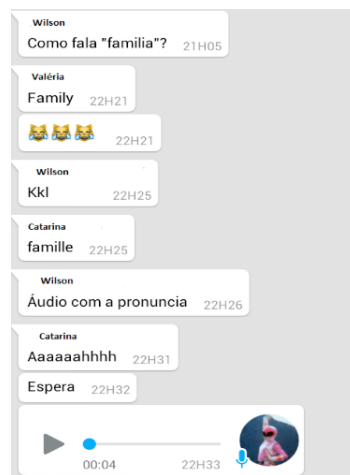 Wilson
Como fala "familia"? 21H05
Valéria
Family 22H21
😹😹😹 22H21
Wilson
Kkl 22H25
Catarina
famille 22H25
Wilson
Áudio com a pronuncia 22H26
Catarina
Aaaaaahhhh 22H31
Espera 22H32
00:04 22H33